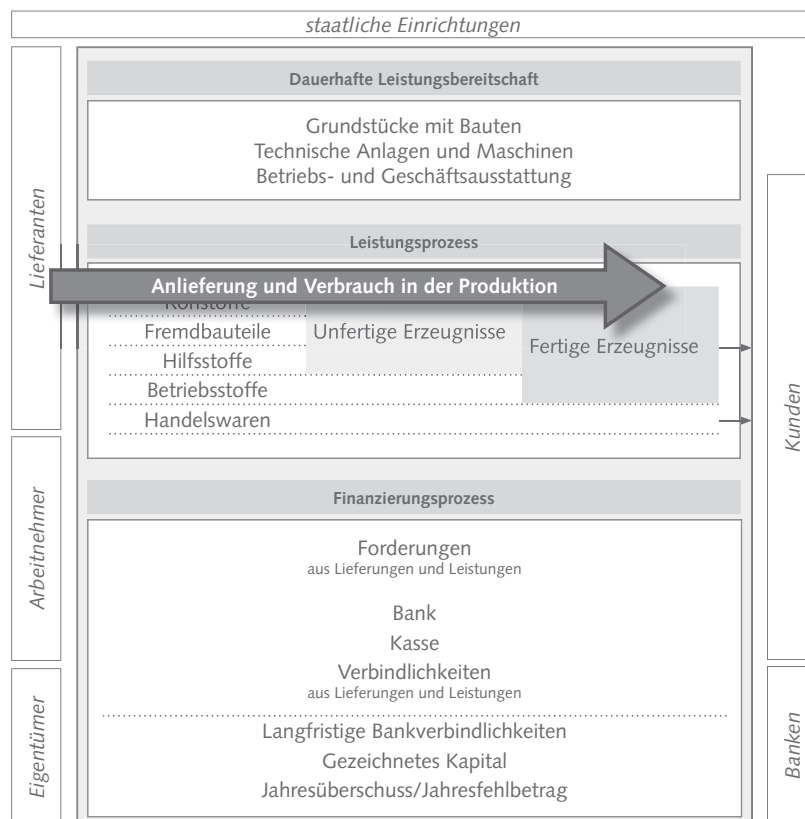 staatliche Einrichtungen
Lieferanten
Arbeitnehmer
Eigentümer
Dauerhafte Leistungsbereitschaft
Grundstücke mit Bauten
Technische Anlagen und Maschinen
Betriebs- und Geschäftsausstattung
Leistungsprozess
Anlieferung und Verbrauch in der Produktion
Rohstoffe
Fremdbauteile
Hilfsstoffe
Betriebsstoffe
Handelswaren
Unfertige Erzeugnisse
Fertige Erzeugnisse
Finanzierungsprozess
Forderungen
aus Lieferungen und Leistungen
Bank
Kasse
Verbindlichkeiten
aus Lieferungen und Leistungen
Langfristige Bankverbindlichkeiten
Gezeichnetes Kapital
Jahresüberschuss/Jahresfehlbetrag
Kunden
Banken